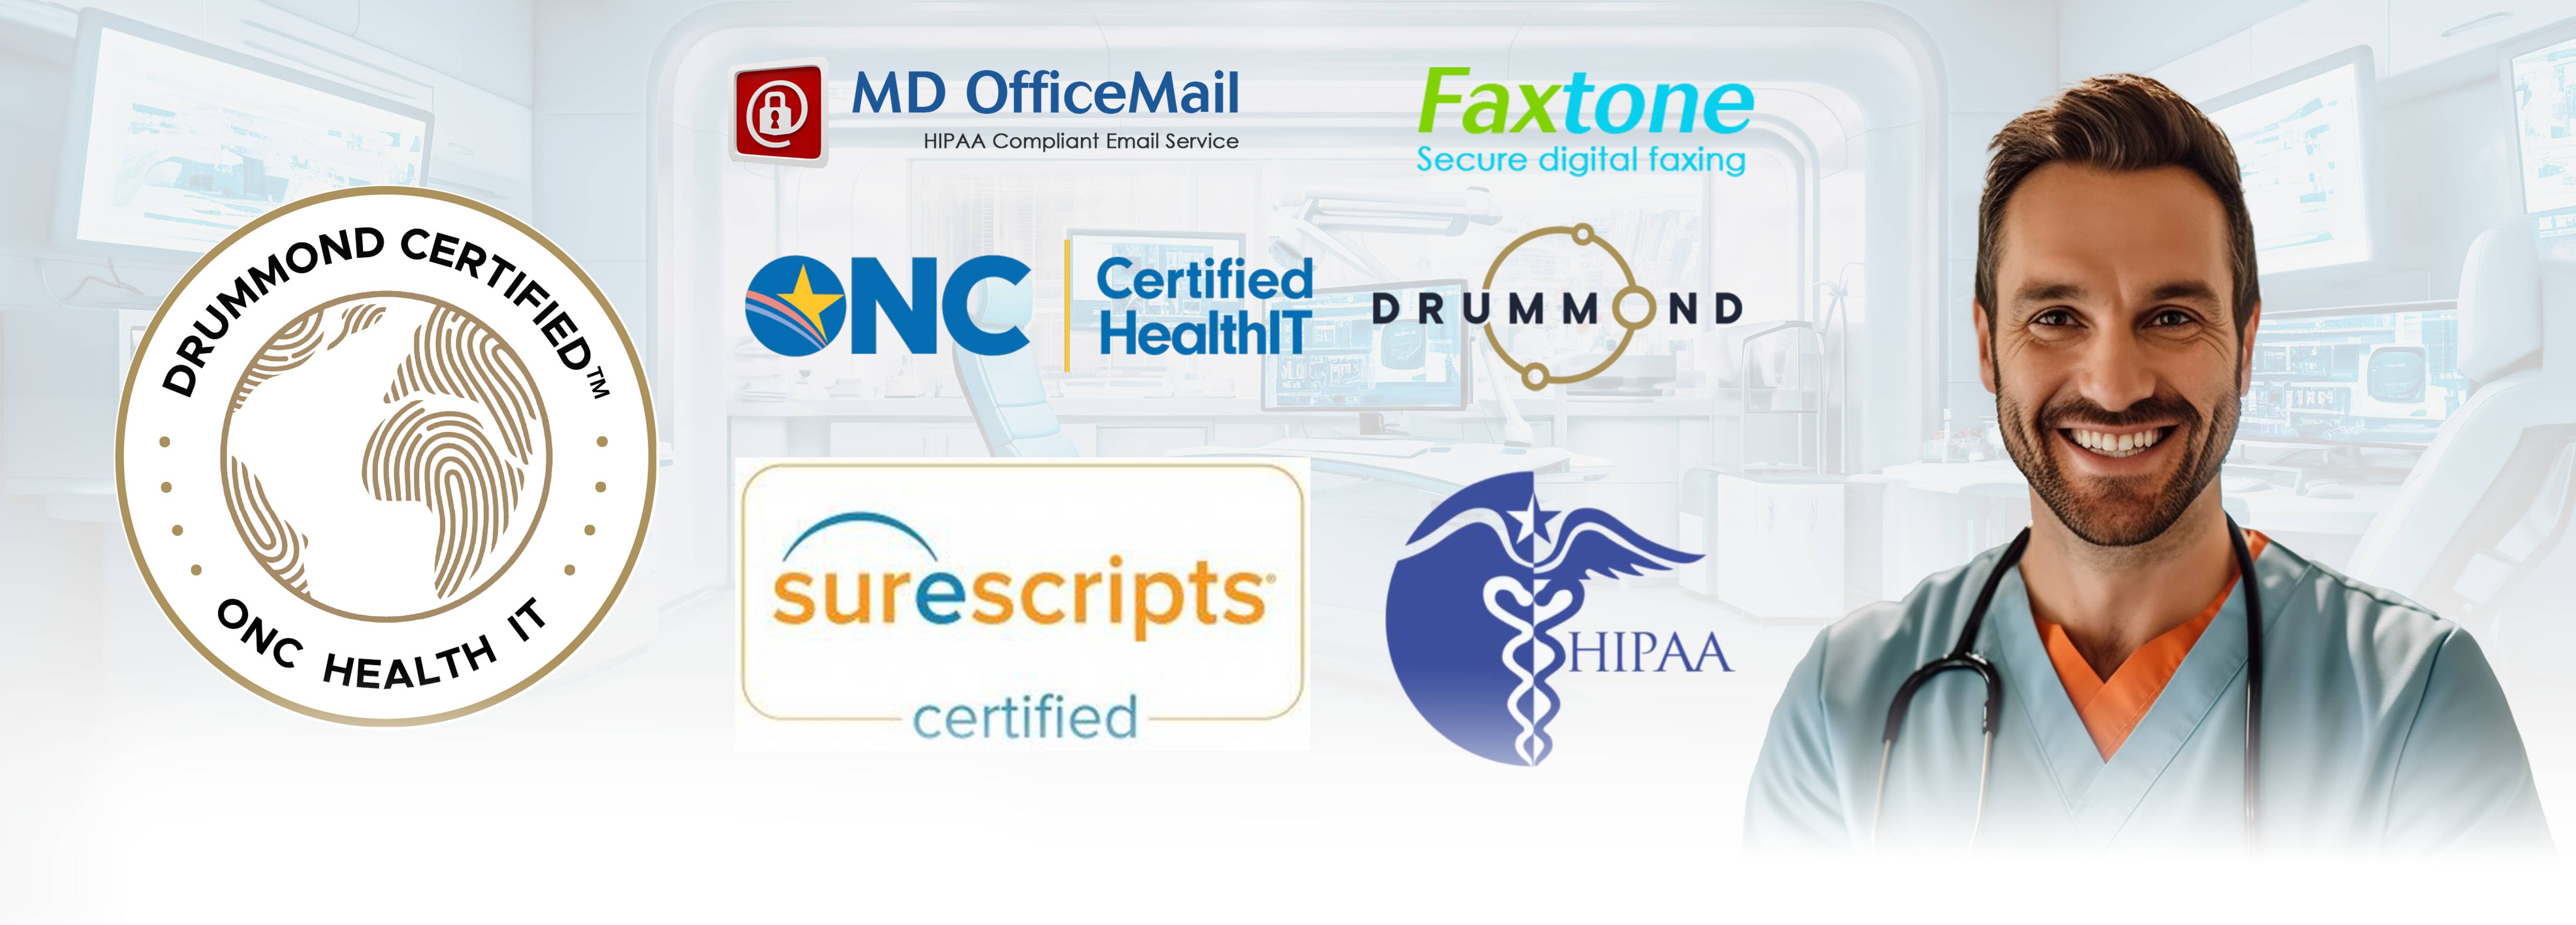 DRUMMOND CERTIFIED™
ONC HEALTH IT
MD OfficeMail
HIPAA Compliant Email Service
Faxtone
Secure digital faxing
ONC
Certified
HealthIT
DRUMMOND
surescripts®
certified
HIPAA